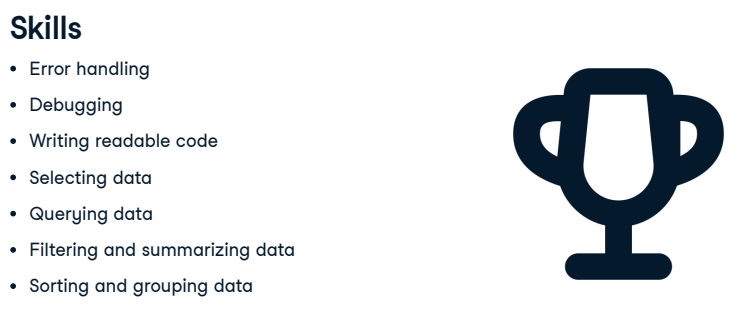 Skills
• Error handling
• Debugging
• Writing readable code
• Selecting data
• Querying data
• Filtering and summarizing data
• Sorting and grouping data